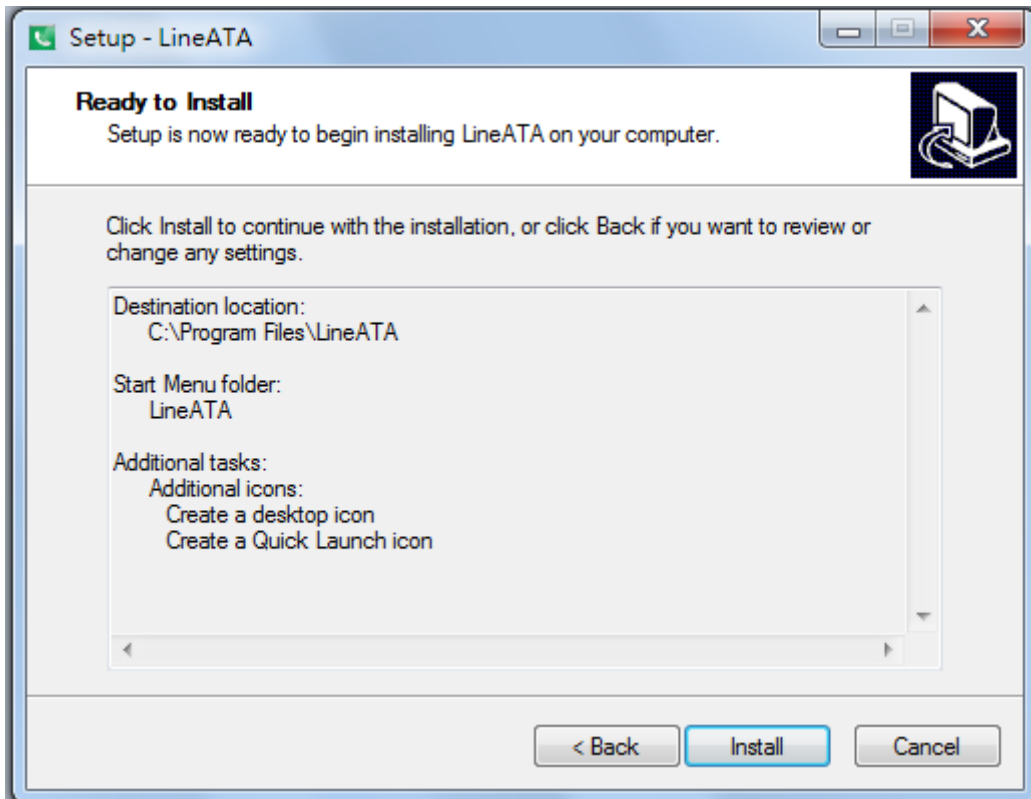 Setup - LineATA
Ready to Install
Setup is now ready to begin installing LineATA on your computer.
Click Install to continue with the installation, or click Back if you want to review or
change any settings.
Destination location:
C:\Program Files\LineATA
Start Menu folder:
LineATA
Additional tasks:
Additional icons:
Create a desktop icon
Create a Quick Launch icon
< Back Install Cancel